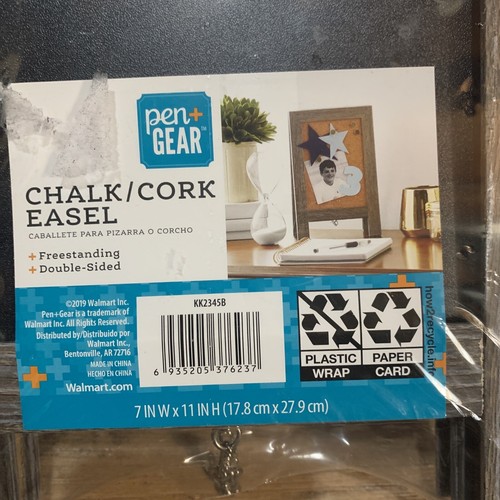 pen+
GEAR™
CHALK/CORK
EASEL
CABALLETE PARA PIZARRA O CORCHO
+ Freestanding
+ Double-Sided
©2019 Walmart Inc.
Pen+Gear is a trademark of
Walmart Inc. All Rights Reserved.
Distributed by/Distribuido por
Walmart Inc.,
Bentonville, AR 72716
MADE IN CHINA
HECHO EN CHINA
Walmart.com
KK2345B
6 935205 376237
PLASTIC
WRAP
PAPER
CARD
how2recycle.info
7 IN W x 11 IN H (17.8 cm x 27.9 cm)